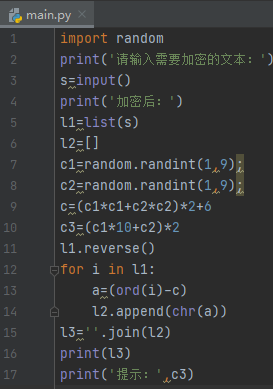 main.py
1 import random
2 print('请输入需要加密的文本：')
3 s=input()
4 print('加密后：')
5 l1=list(s)
6 l2=[]
7 c1=random.randint(1,9);
8 c2=random.randint(1,9);
9 c=(c1*c1+c2*c2)*2+6
10 c3=(c1*10+c2)*2
11 l1.reverse()
12 for i in l1:
13 a=(ord(i)-c)
14 l2.append(chr(a))
15 l3=''.join(l2)
16 print(l3)
17 print('提示：',c3)